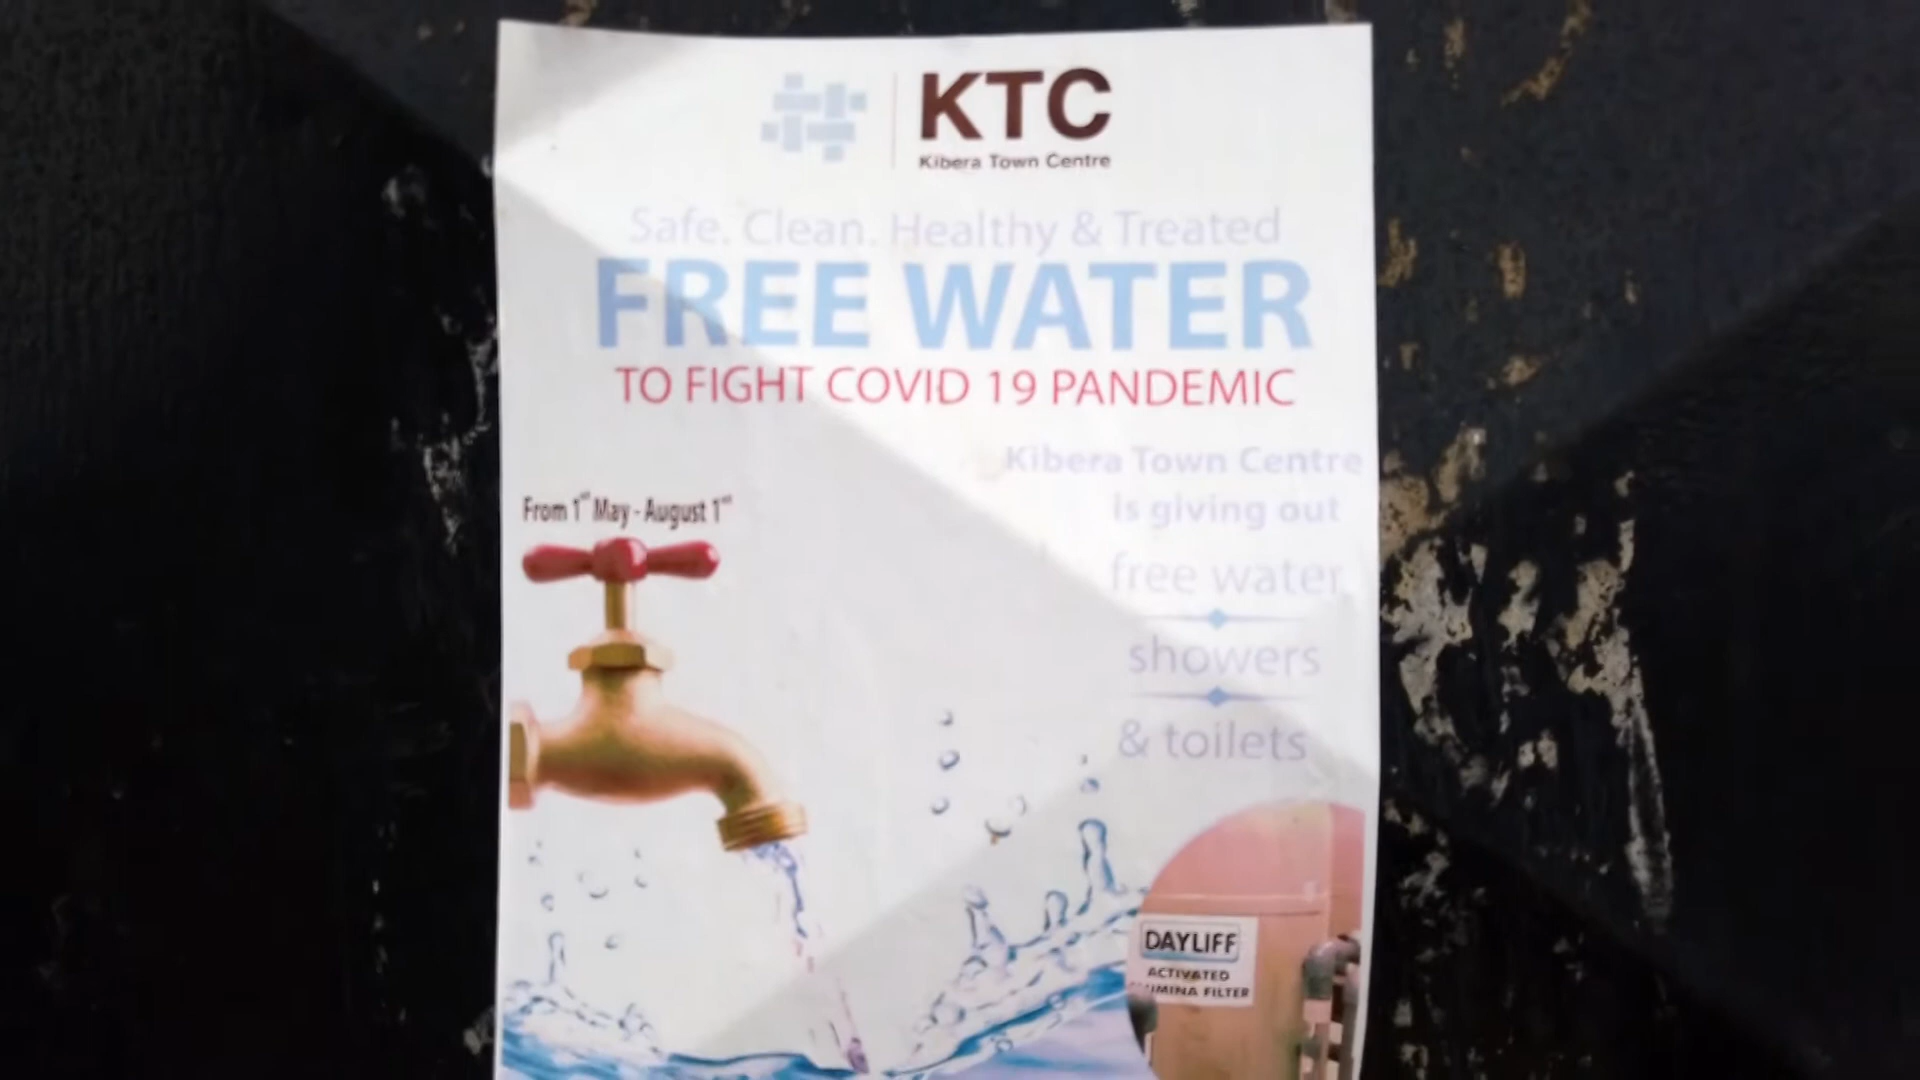 KTC
Kibera Town Centre
Safe. Clean. Healthy & Treated
FREE WATER
TO FIGHT COVID 19 PANDEMIC
Kibera Town Centre
is giving out
free water
showers
& toilets
From 1st May - August 1st
DAYLIFF
ACTIVATED
FILTER